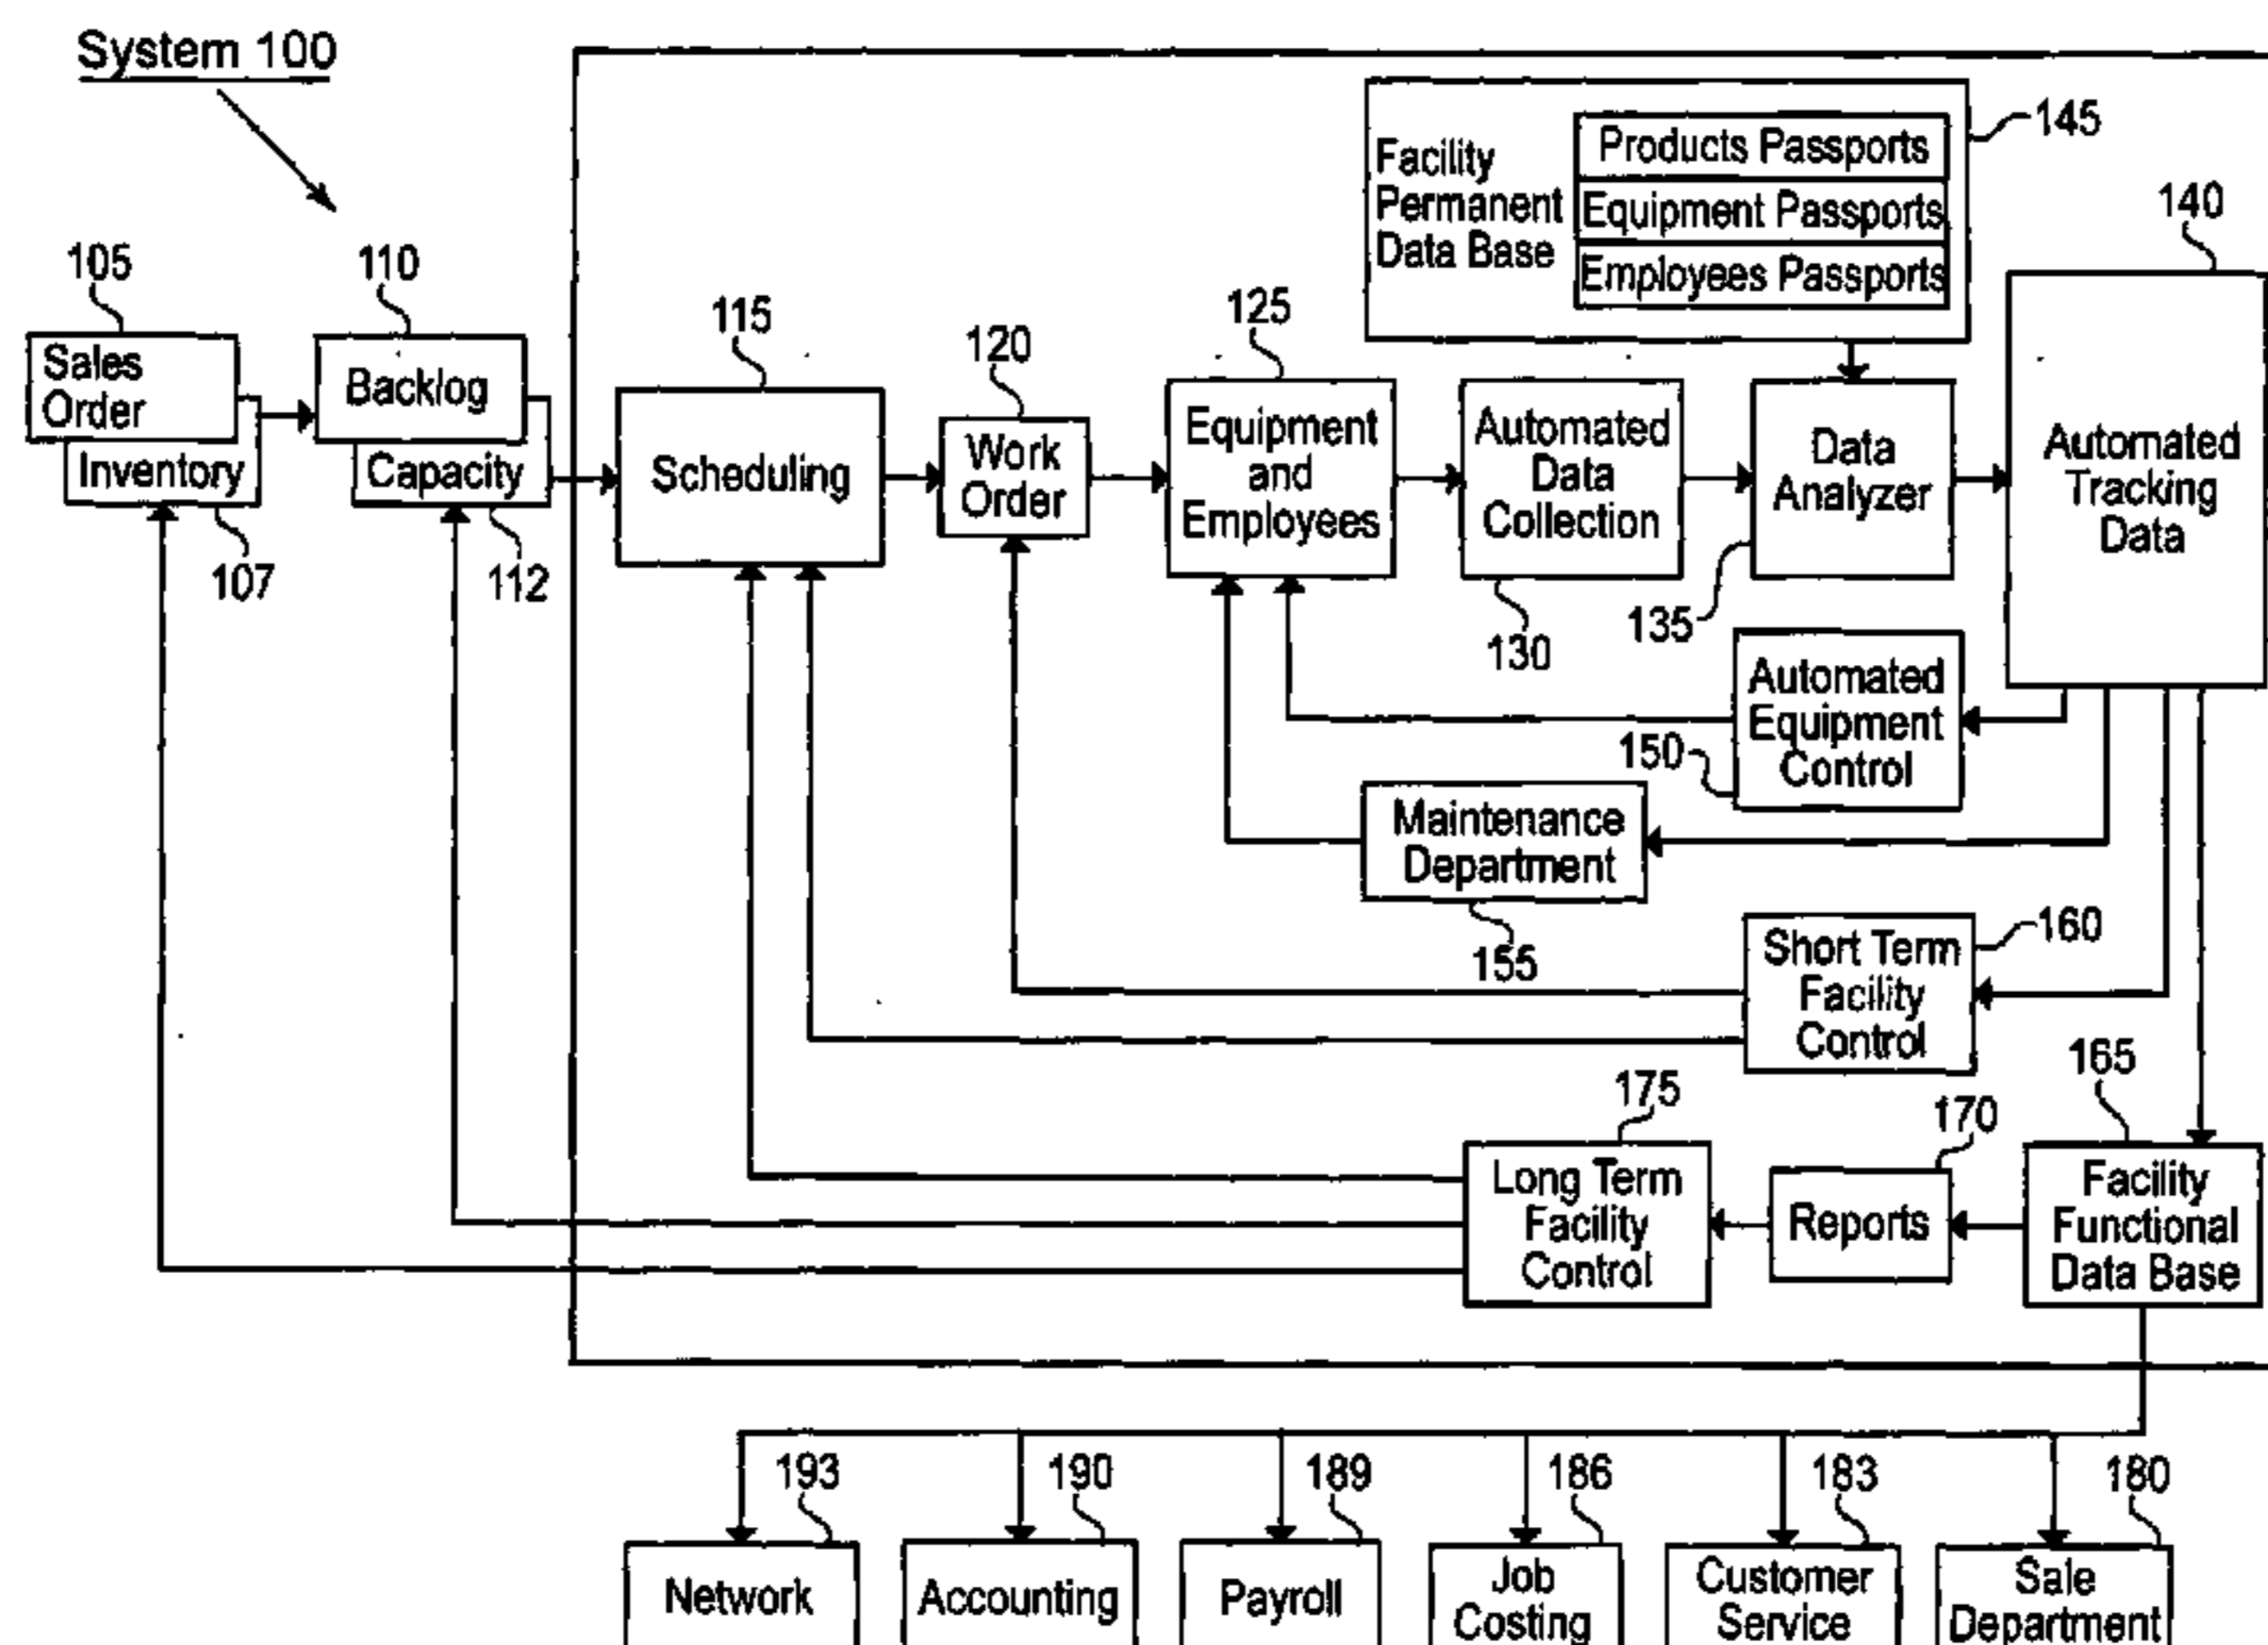 System 100
145
Facility
Permanent
Data Base
Products Passports
Equipment Passports
Employees Passports
140
105
110
115
120
125
Sales
Order
Inventory
107
Backlog
Capacity
112
Scheduling
Work
Order
Equipment
and
Employees
Automated
Data
Collection
130
Data
Analyzer
135
Automated
Tracking
Data
Automated
Equipment
Control
150
Maintenance
Department
155
Short Term
Facility
Control
160
165
170
175
Long Term
Facility
Control
Reports
Facility
Functional
Data Base
193
190
189
186
183
180
Network
Accounting
Payroll
Job
Costing
Customer
Service
Sale
Department